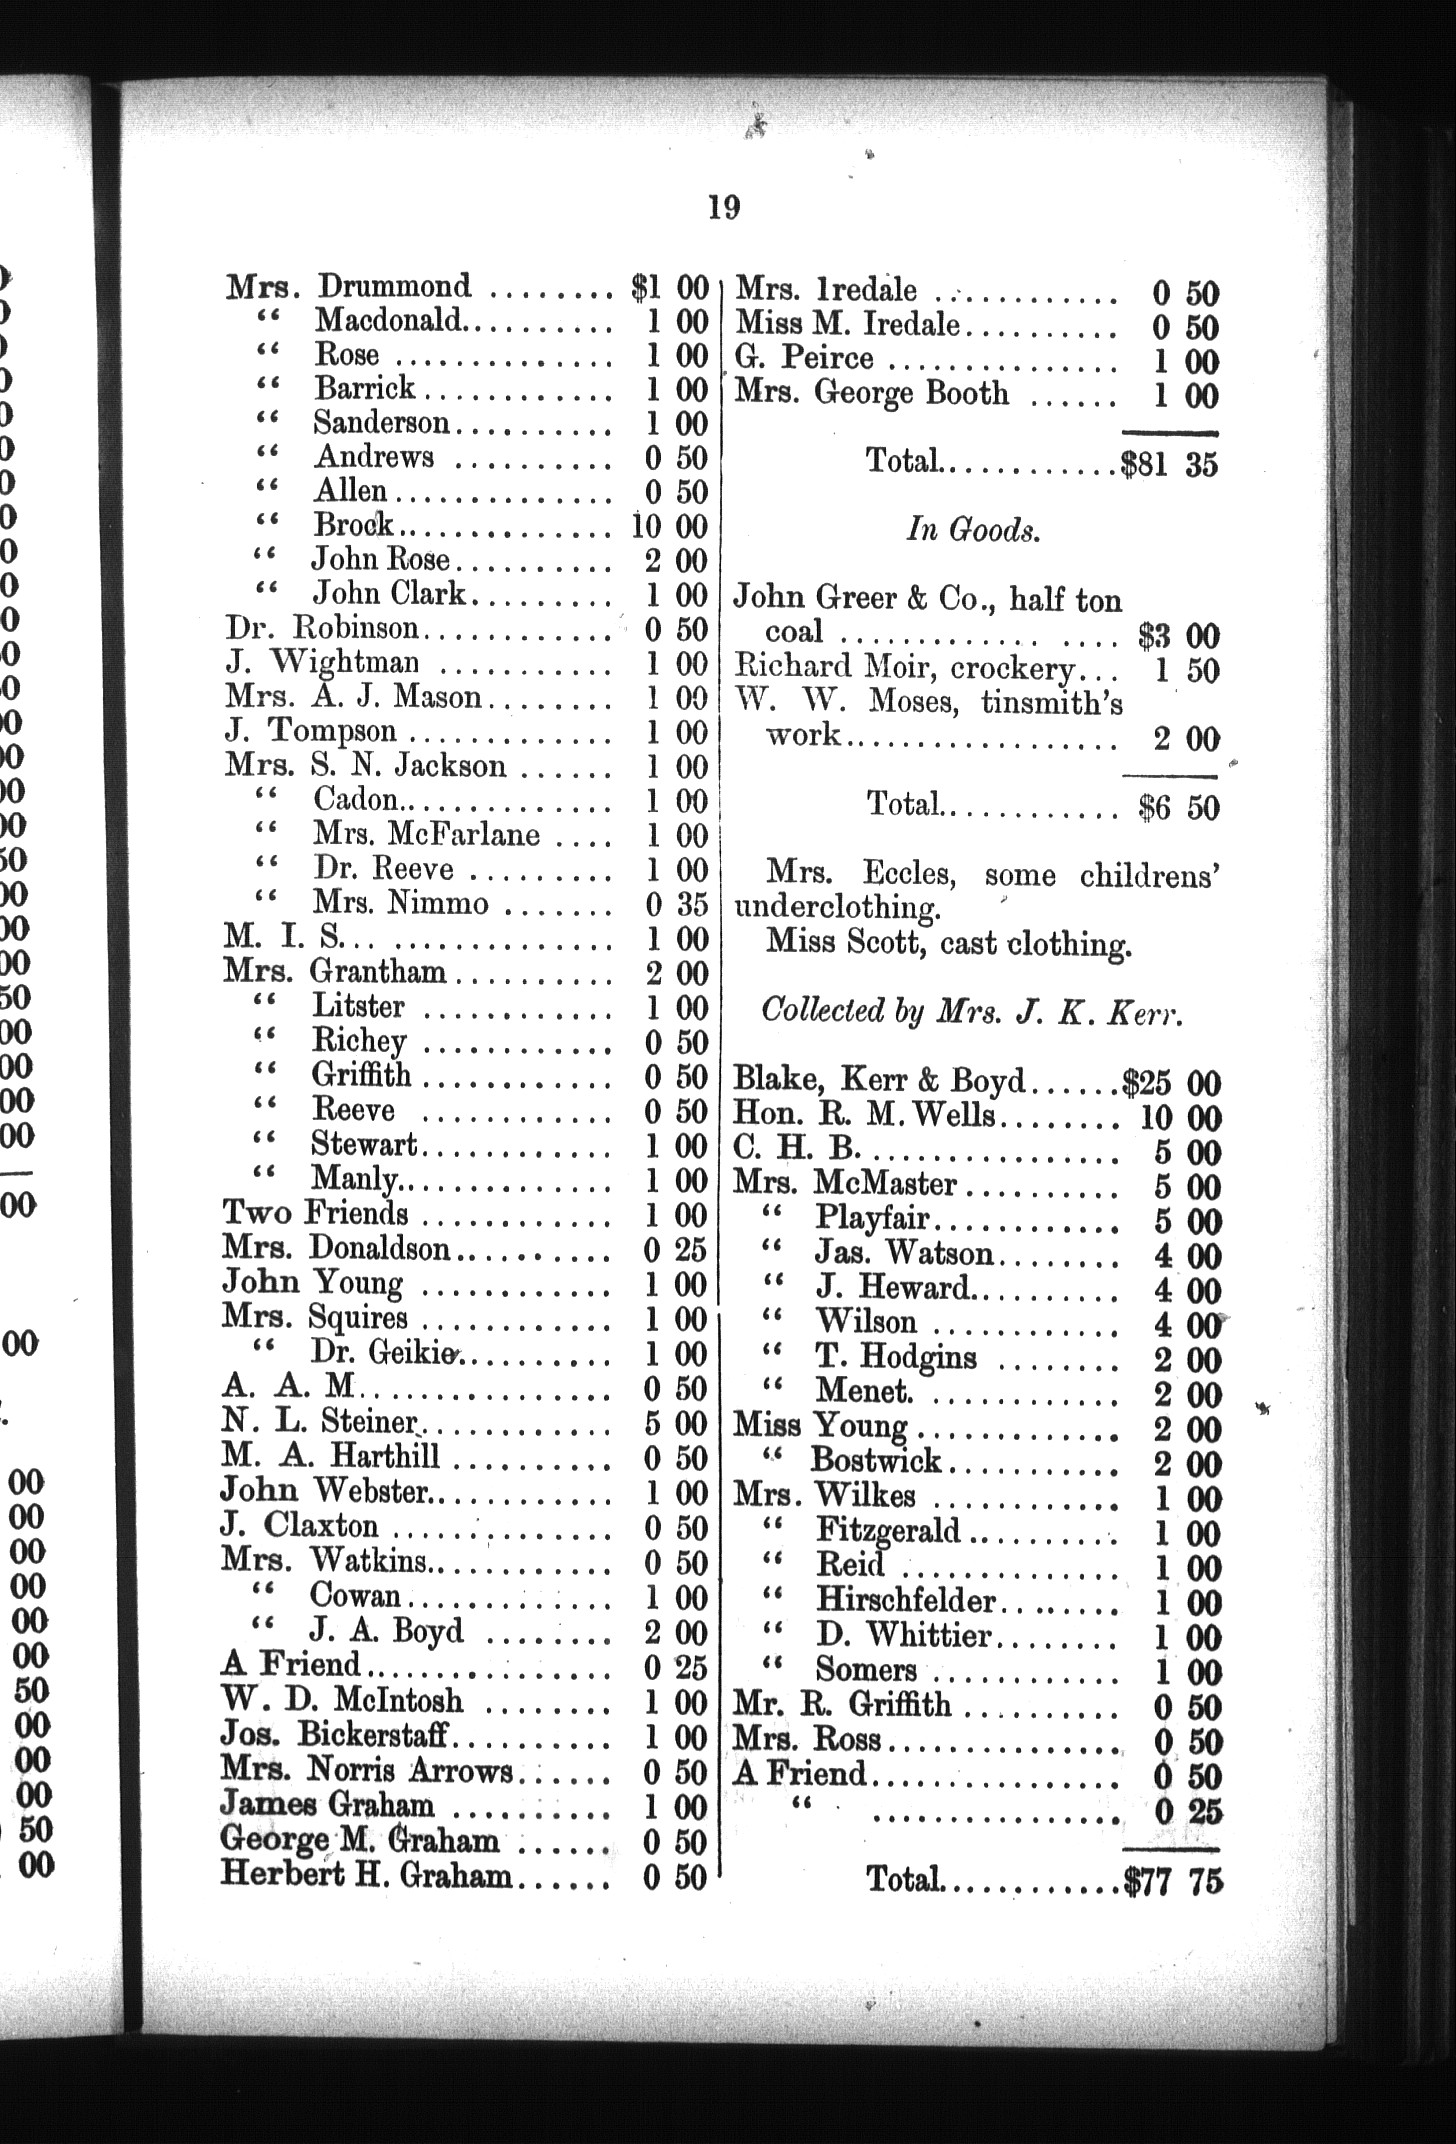 19
Mrs. Drummond ........ $1 00
“ Macdonald.......... 1 00
“ Rose .............. 1 00
“ Barrick............ 1 00
“ Sanderson.......... 1 00
“ Andrews .......... 0 50
“ Allen.............. 0 50
“ Brock.............. 10 00
“ John Rose.......... 2 00
“ John Clark......... 1 00
Dr. Robinson............ 0 50
J. Wightman ........... 1 00
Mrs. A. J. Mason........ 1 00
J. Tompson ............. 1 00
Mrs. S. N. Jackson ...... 1 00
“ Cadon.............. 1 00
“ Mrs. McFarlane .... 1 00
“ Dr. Reeve ......... 1 00
“ Mrs. Nimmo ....... 0 35
M. I. S... .............. 1 00
Mrs. Grantham.......... 2 00
“ Litster ............ 1 00
“ Richey ............ 0 50
“ Griffith ............ 0 50
“ Reeve ............ 0 50
“ Stewart............ 1 00
“ Manly.............. 1 00
Two Friends ............ 1 00
Mrs. Donaldson.......... 0 25
John Young ............ 1 00
Mrs. Squires ............ 1 00
“ Dr. Geikie.......... 1 00
A. A. M................ 0 50
N. L. Steiner............ 5 00
M. A. Harthill .......... 0 50
John Webster............ 1 00
J. Claxton .............. 0 50
Mrs. Watkins............ 0 50
“ Cowan............. 1 00
“ J. A. Boyd ........ 2 00
A Friend................ 0 25
W. D. McIntosh ........ 1 00
Jos. Bickerstaff.......... 1 00
Mrs. Norris Arrows...... 0 50
James Graham .......... 1 00
George M. Graham ...... 0 50
Herbert H. Graham...... 0 50
Mrs. 1redale ............ 0 50
Miss M. Iredale.......... 0 50
G. Peirce ............... 1 00
Mrs. George Booth ...... 1 00
Total............ $81 35
In Goods.
John Greer & Co., half ton
coal ............. .... $3 00
Richard Moir, crockery... 1 50
W. W. Moses, tinsmith's
work.................. 2 00
Total............ $6 50
Mrs. Eccles, some childrens'
underclothing.
Miss Scott, cast clothing.
Collected by Mrs. J. K. Kerr.
Blake, Kerr & Boyd...... $25 00
Hon. R. M. Wells........ 10 00
C. H. B................. 5 00
Mrs. McMaster.......... 5 00
“ Playfair............ 5 00
“ Jas. Watson........ 4 00
“ J. Heward.......... 4 00
“ Wilson ............ 4 00
“ T. Hodgins ........ 2 00
“ Menet. ............ 2 00
Miss Young............. 2 00
“ Bostwick........... 2 00
Mrs. Wilkes ............ 1 00
“ Fitzgerald.......... 1 00
“ Reid .............. 1 00
“ Hirschfelder........ 1 00
“ D. Whittier........ 1 00
“ Somers ............ 1 00
Mr. R. Griffith .......... 0 50
Mrs. Ross............... 0 50
A Friend................ 0 50
“ ................ 0 25
Total............ $77 75